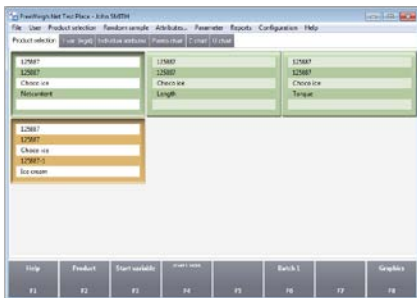 FreeWeigh.Net Test Place - John SMITH
File User Product selection Random sample Attributes... Parameter Reports Configuration Help
Product selection
125887
125887
Choco ice
Netcontent
125887
125887
Choco ice
Length
125887
125887
Choco ice
Torque
125887
125887
Choco ice
125887-1
Ice cream
Help Product Start variable Batch 1 Graphics
F1 F2 F3 F4 F5 F6 F7 F8